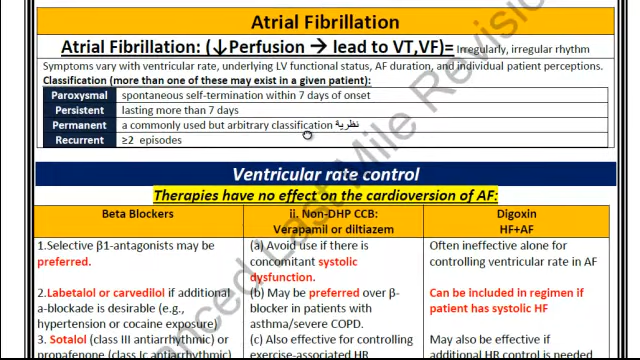 Atrial Fibrillation
Atrial Fibrillation: (↓Perfusion → lead to VT,VF)= Irregularly, irregular rhythm
Symptoms vary with ventricular rate, underlying LV functional status, AF duration, and individual patient perceptions.
Classification (more than one of these may exist in a given patient):
Paroxysmal spontaneous self-termination within 7 days of onset
Persistent lasting more than 7 days
Permanent a commonly used but arbitrary classification نظرية
Recurrent ≥2 episodes
Ventricular rate control
Therapies have no effect on the cardioversion of AF:
Beta Blockers
1.Selective β1-antagonists may be
preferred.
2.Labetalol or carvedilol if additional
a-blockade is desirable (e.g.,
hypertension or cocaine exposure)
3. Sotalol (class III antiarrhythmic) or
propafenone (class Ic antiarrhythmic)
ii. Non-DHP CCB:
Verapamil or diltiazem
(a) Avoid use if there is
concomitant systolic
dysfunction.
(b) May be preferred over β-
blocker in patients with
asthma/severe COPD.
(c) Also effective for controlling
exercise-associated HR
Digoxin
HF+AF
Often ineffective alone for
controlling ventricular rate in AF
Can be included in regimen if
patient has systolic HF
May also be effective if
additional HR control is needed